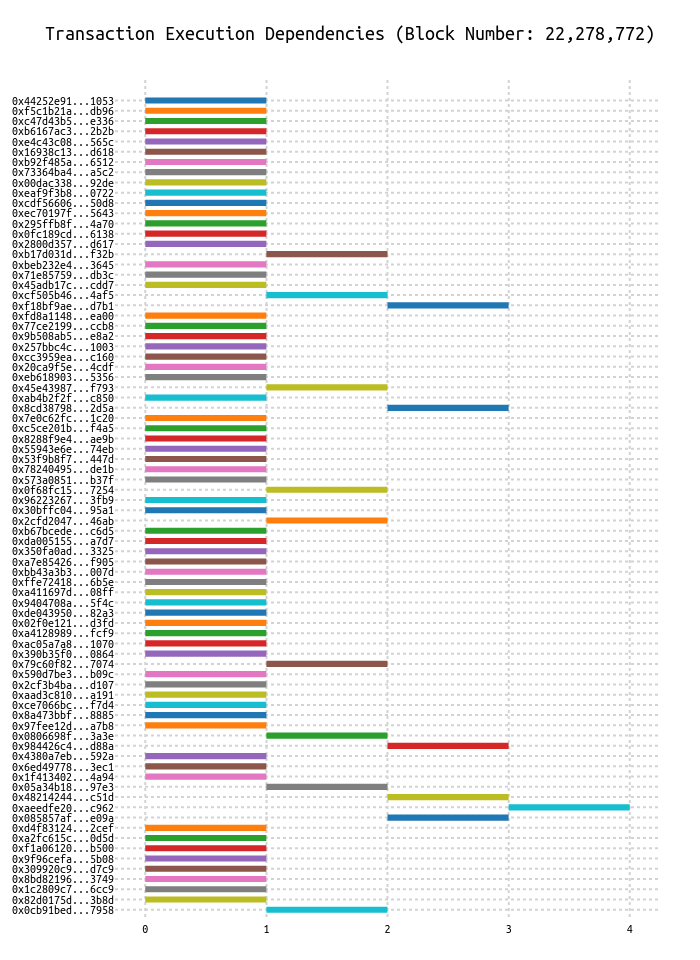 Transaction Execution Dependencies (Block Number: 22,278,772)
0x44252e91...1053
0xf5c1b21a...db96
0xc47d43b5...e336
0xb6167ac3...2b2b
0xe4c43c08...565c
0x16938c13...d618
0xb92f485a...6512
0x73364ba4...a5c2
0x00dac338...92de
0xeaf9f3b8...0722
0xcdf56606...50d8
0xec70197f...5643
0x295ffb8f...4a70
0x0fc189cd...6138
0x2800d357...d617
0xb17d031d...f32b
0xbeb232e4...3645
0x71e85759...db3c
0x45adb17c...cdd7
0xcf505b46...4af5
0xf18bf9ae...d7b1
0xfd8a1148...ea00
0x77ce2199...ccb8
0x9b508ab5...e8a2
0x257bbc4c...1003
0xcc3959ea...c160
0x20ca9f5e...4cdf
0xeb618903...5356
0x45e43987...f793
0xab4b2f2f...c850
0x8cd38798...2d5a
0x7e0c62fc...1c20
0xc5ce201b...f4a5
0x8288f9e4...ae9b
0x55943e6e...74eb
0x53f9b8f7...447d
0x78240495...de1b
0x573a0851...b37f
0x0f68fc15...7254
0x96223267...3fb9
0x30bffc04...95a1
0x2cfd2047...46ab
0xb67bcede...c6d5
0xda005155...a7d7
0x350fa0ad...3325
0xa7e85426...f905
0xbb43a3b3...007d
0xffe72418...6b5e
0xa411697d...08ff
0x9404708a...5f4c
0xde043950...82a3
0x02f0e121...d3fd
0xa4128989...fcf9
0xac05a7a8...1070
0x390b35f0...0864
0x79c60f82...7074
0x590d7be3...b09c
0x2cf3b4ba...d107
0xaad3c810...a191
0xce7066bc...f7d4
0x8a473bbf...8885
0x97fee12d...a7b8
0x0806698f...3a3e
0x984426c4...d88a
0x4380a7eb...592a
0x6ed49778...3ec1
0x1f413402...4a94
0x05a34b18...97e3
0x48214244...c51d
0xaeedfe20...c962
0x085857af...e09a
0xd4f83124...2cef
0xa2fc615c...0d5d
0xf1a06120...b500
0x9f96cefa...5b08
0x309920c9...d7c9
0x8bd82196...3749
0x1c2809c7...6cc9
0x82d0175d...3b8d
0x0cb91bed...7958
0 1 2 3 4